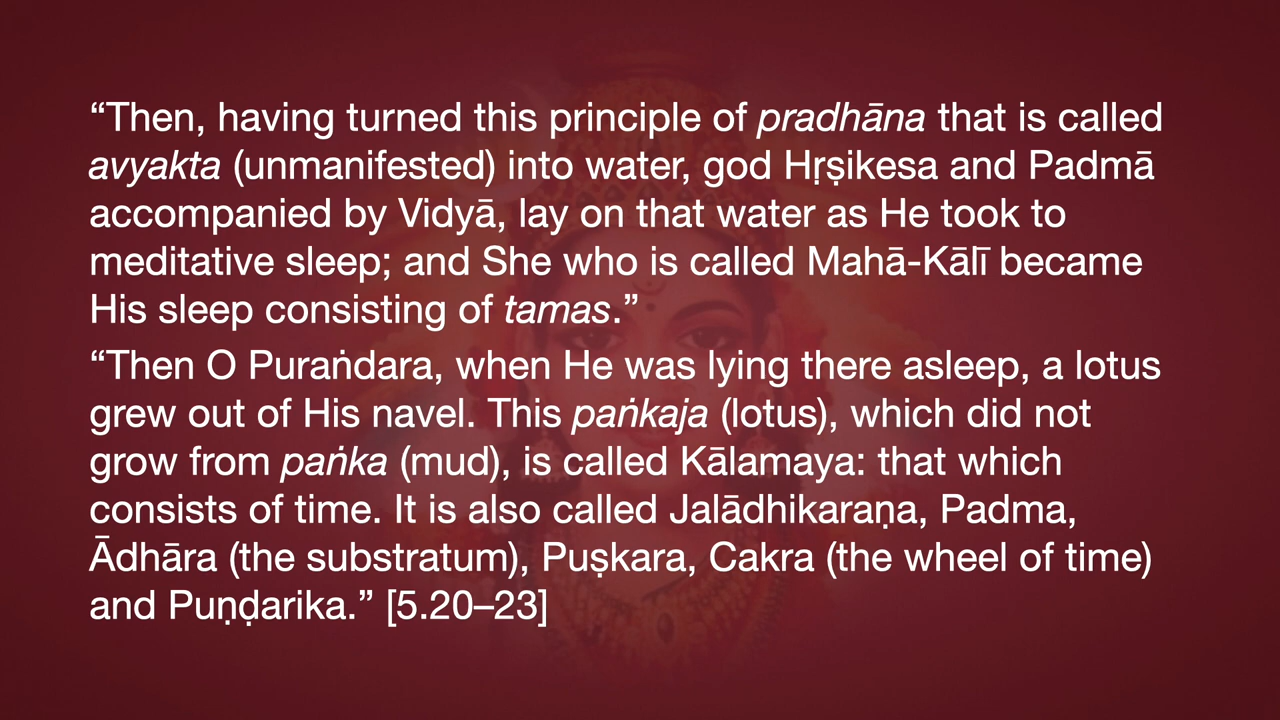 “Then, having turned this principle of pradhāna that is called
avyakta (unmanifested) into water, god Hṛṣikesa and Padmā
accompanied by Vidyā, lay on that water as He took to
meditative sleep; and She who is called Mahā-Kālī became
His sleep consisting of tamas.”
“Then O Puraṅdara, when He was lying there asleep, a lotus
grew out of His navel. This paṅkaja (lotus), which did not
grow from paṅka (mud), is called Kālamaya: that which
consists of time. It is also called Jalādhikaraṇa, Padma,
Ādhāra (the substratum), Puṣkara, Cakra (the wheel of time)
and Puṇḍarika.” [5.20–23]